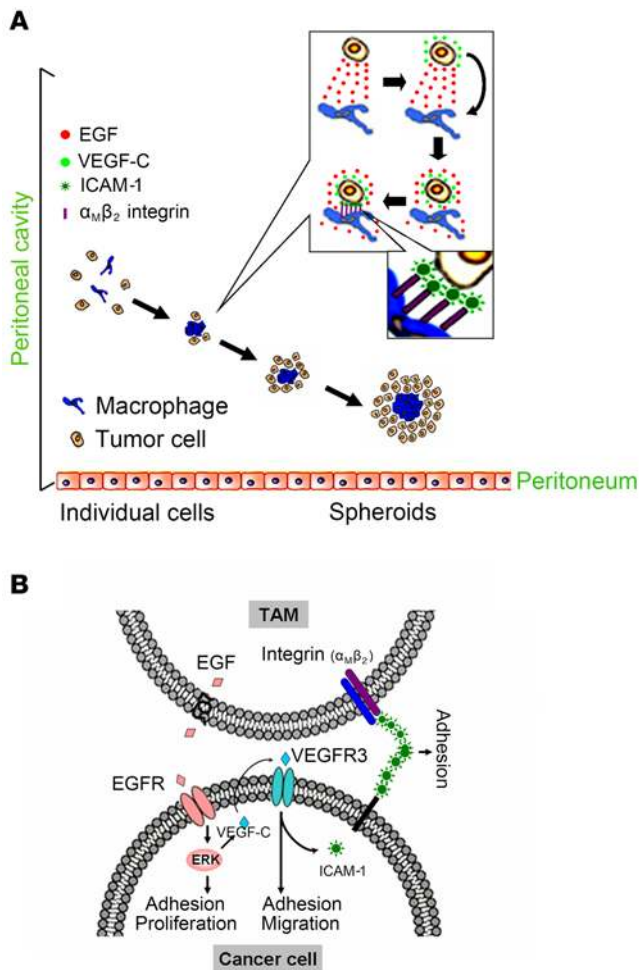 A
Peritoneal cavity
EGF
VEGF-C
ICAM-1
αMβ2 integrin
Macrophage
Tumor cell
Peritoneum
Individual cells
Spheroids
B
TAM
EGF
Integrin (αMβ2)
Adhesion
VEGFR3
EGFR
VEGF-C
ERK
ICAM-1
Adhesion
Proliferation
Adhesion
Migration
Cancer cell